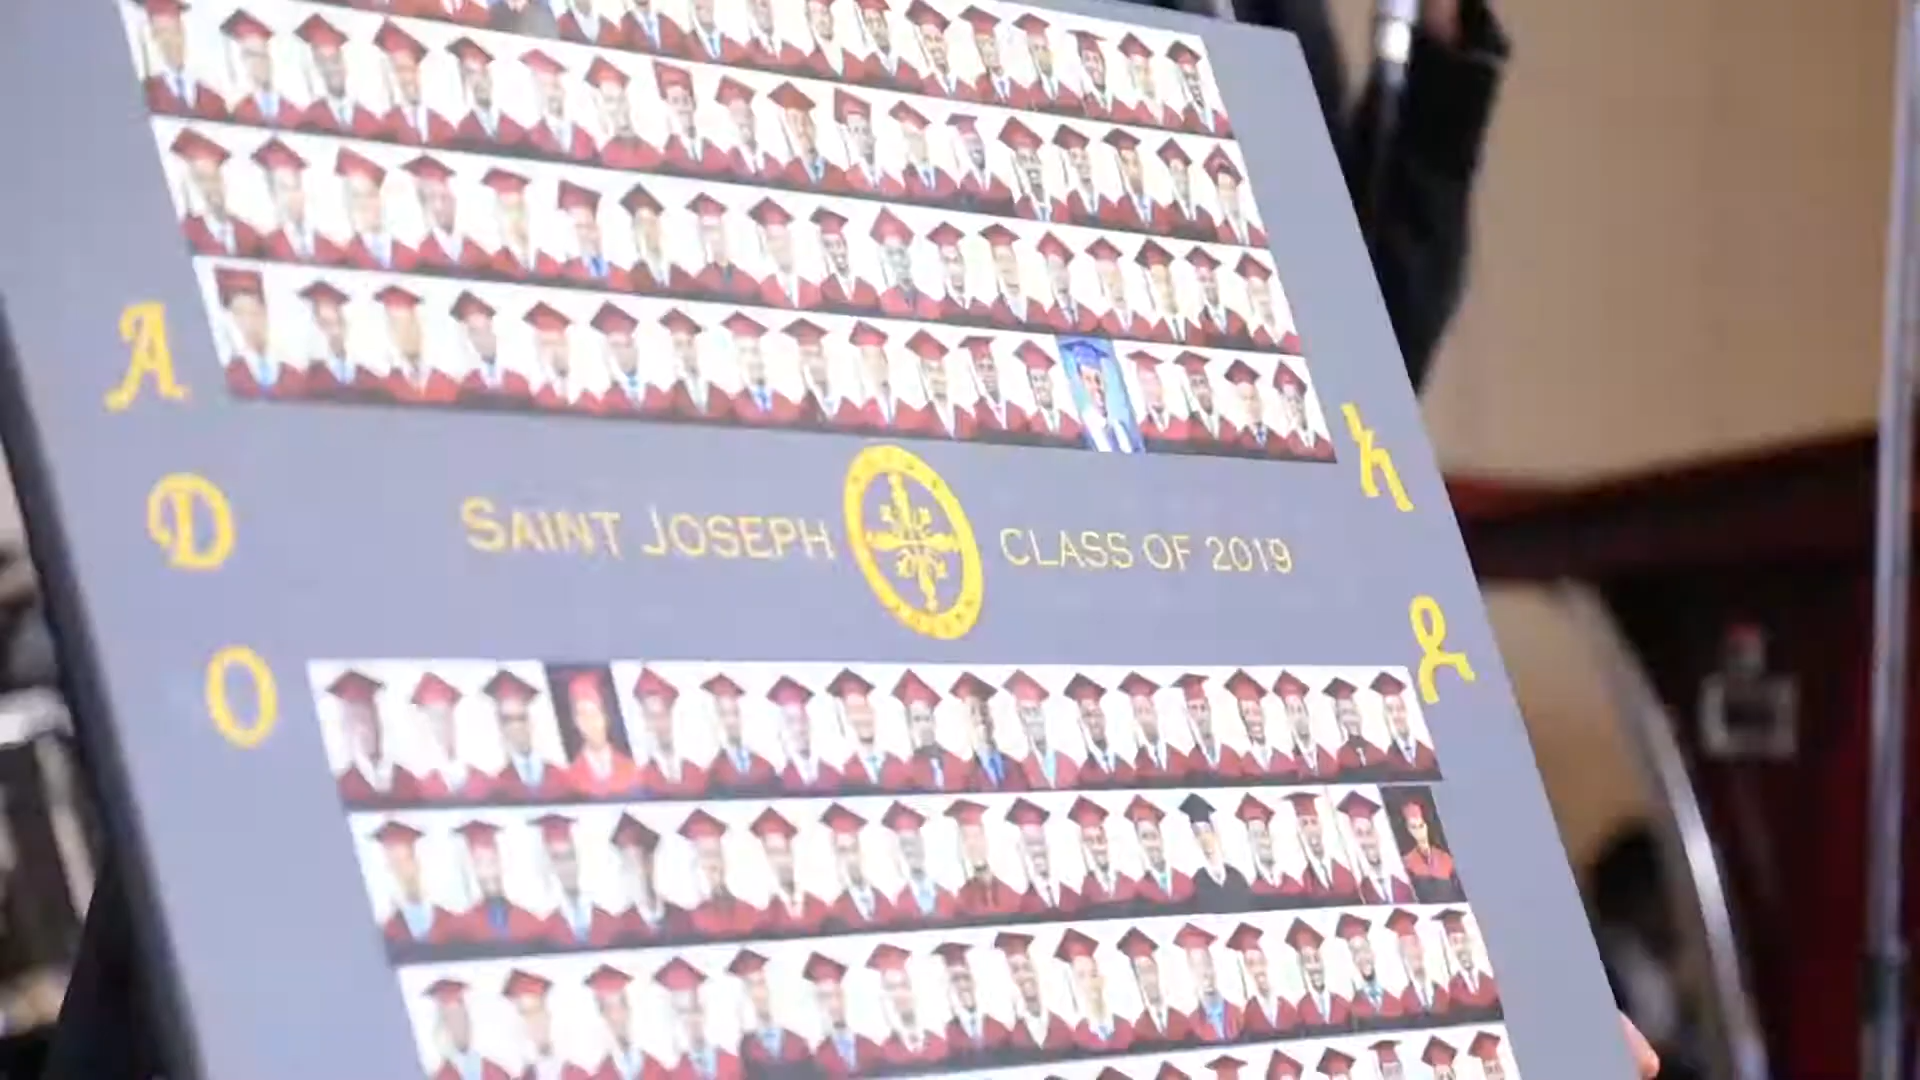 A
D
O
SAINT JOSEPH CLASS OF 2019
አ
ዶ